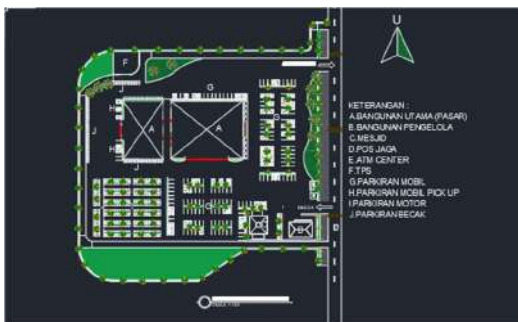 U
KETERANGAN :
A.BANGUNAN UTAMA (PASAR)
B.BANGUNAN PENGELOLA
C.MESJID
D.POS JAGA
E.ATM CENTER
F.TPS
G.PARKIRAN MOBIL
H.PARKIRAN MOBIL PICK UP
I.PARKIRAN MOTOR
J.PARKIRAN BECAK
F
J
G
H
A
A
G
J
H
J
G